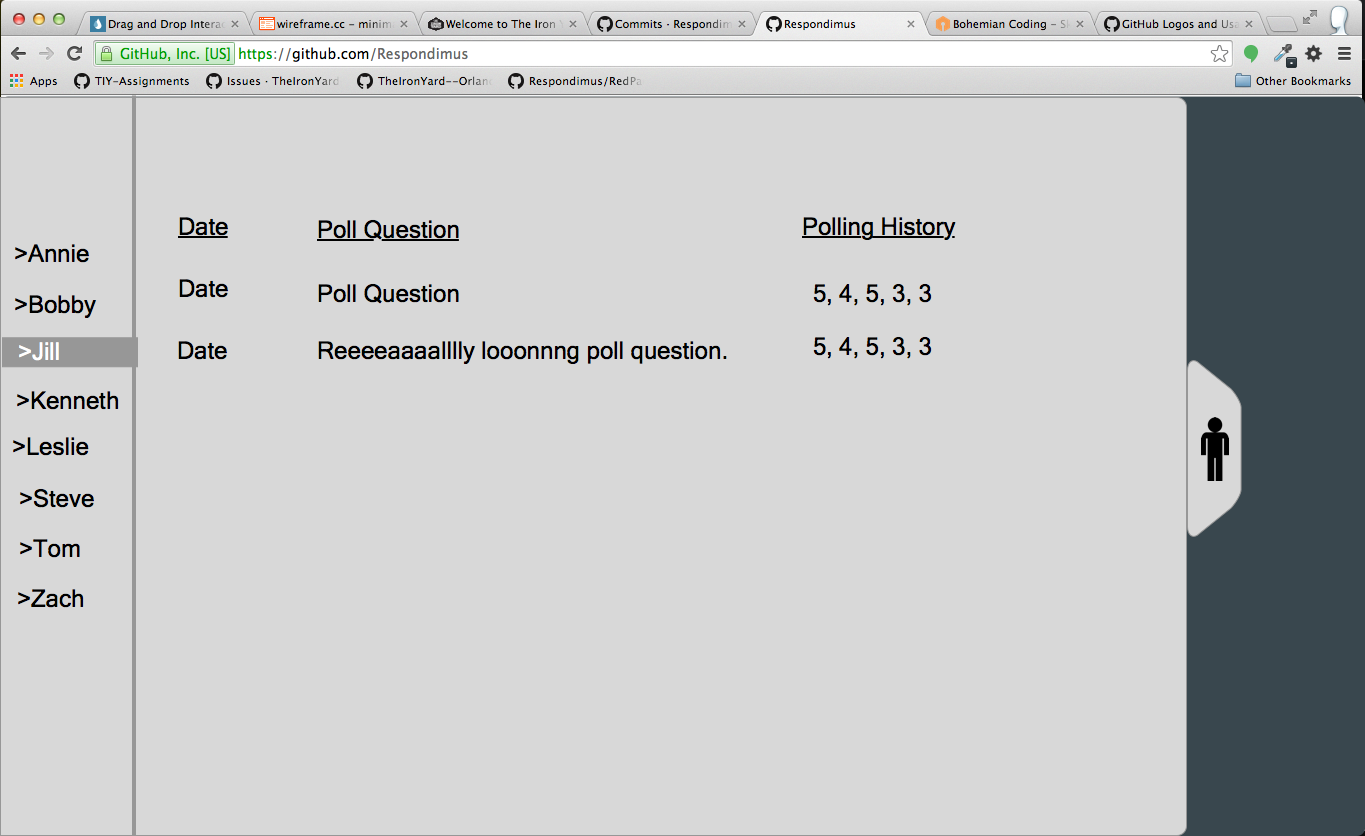 Drag and Drop Intera
wireframe.cc – minim
Welcome to The Iron
Commits · Respondim
Respondimus
Bohemian Coding – S
GitHub Logos and Us
GitHub, Inc. [US] https://github.com/Respondimus
Apps TIY-Assignments Issues · TheIronYard TheIronYard--Orlan Respondimus/RedPa Other Bookmarks
Date Poll Question Polling History
>Annie
Date Poll Question 5, 4, 5, 3, 3
>Bobby
>Jill
Date Reeeeaaaalllly looonnng poll question. 5, 4, 5, 3, 3
>Kenneth
>Leslie
>Steve
>Tom
>Zach